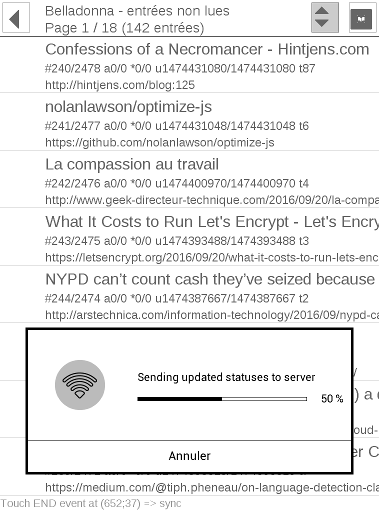 Belladonna - entrées non lues
Page 1 / 18 (142 entrées)
Confessions of a Necromancer - Hintjens.com
#240/2478 a0/0 *0/0 u1474431080/1474431080 t87
http://hintjens.com/blog:125
nolanlawson/optimize-js
#241/2477 a0/0 *0/0 u1474431048/1474431048 t6
https://github.com/nolanlawson/optimize-js
La compassion au travail
#242/2476 a0/0 *0/0 u1474400970/1474400970 t4
http://www.geek-directeur-technique.com/2016/09/20/la-compa
What It Costs to Run Let's Encrypt - Let's Encry
#243/2475 a0/0 *0/0 u1474393488/1474393488 t3
https://letsencrypt.org/2016/09/20/what-it-costs-to-run-lets-enc
NYPD can't count cash they've seized because
#244/2474 a0/0 *0/0 u1474387667/1474387667 t2
http://arstechnica.com/information-technology/2016/09/nypd-ca
Sending updated statuses to server
50 %
Annuler
https://medium.com/@tiph.pheneau/on-language-detection-cla
Touch END event at (652;37) => sync